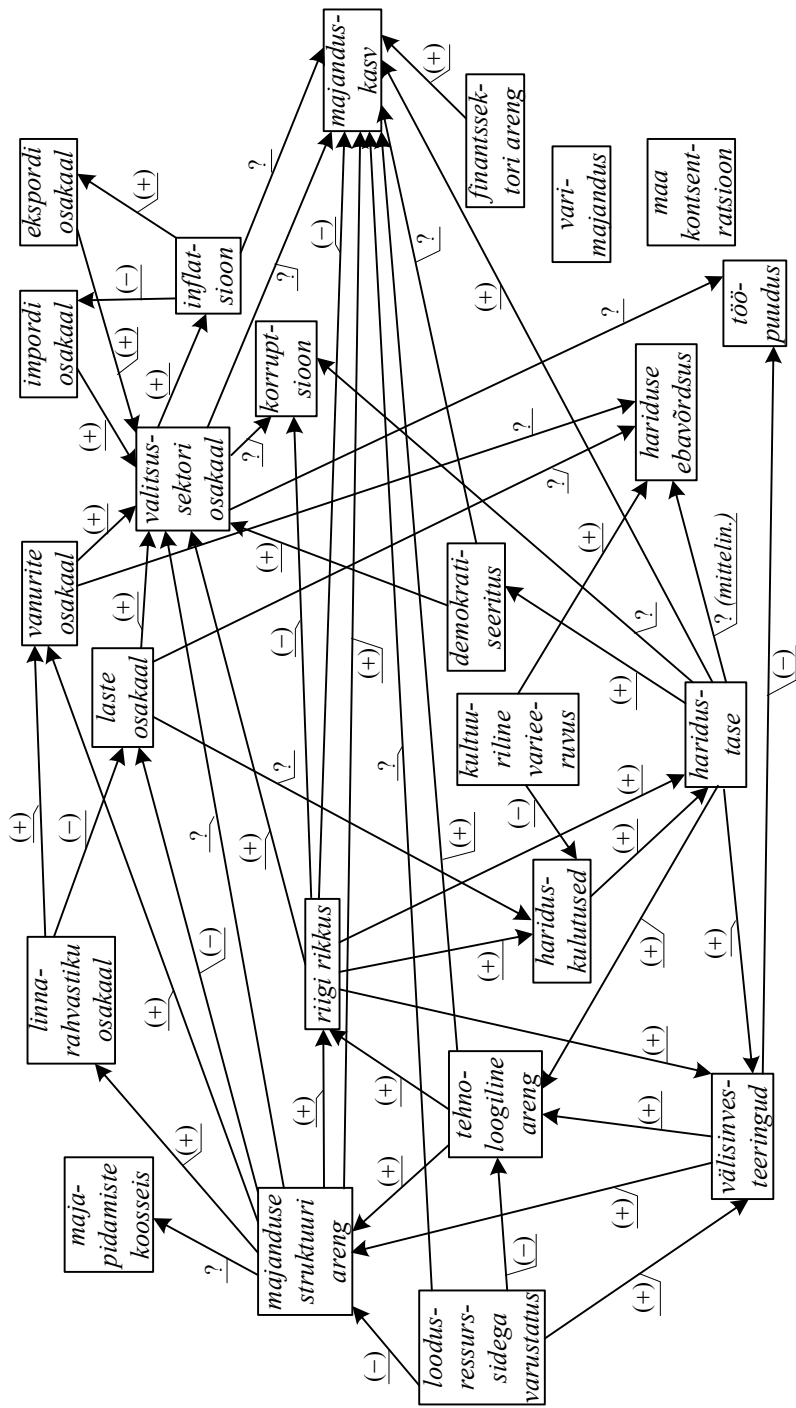 ekspordi
osakaal
impordi
osakaal
vanurite
osakaal
(+)
linna-
rahvastiku
osakaal
maja-
pidamiste
koosseis
(–)
laste
osakaal
(+)
(+)
(+)
(–)
(+)
(+)
(+)
(+)
valitsus-
sektori
osakaal
inflat-
sioon
(+)
?
(–)
?
(+)
?
korrupt-
sioon
(+)
?
majanduse
struktuuri
areng
?
(–)
?
(+)
riigi rikkus
(–)
majandus-
kasv
(–)
(+)
(+)
?
(+)
?
(+)
loodus-
ressurs-
sidega
varustatus
tehno-
loogiline
areng
(+)
demokrati-
seeritus
kultuu-
riline
variee-
ruvus
finantssek-
tori areng
(+)
(+)
(–)
(–)
?
haridus-
kulutused
?
(+)
vari-
majandus
(+)
(+)
(+)
(+)
?
?
(+)
(+)
(+)
(+)
hariduse
ebavõrdsus
maa
kontsent-
ratsioon
haridus-
tase
(+)
? (mittelin.)
välisinves-
teeringud
töö-
puudus
(–)